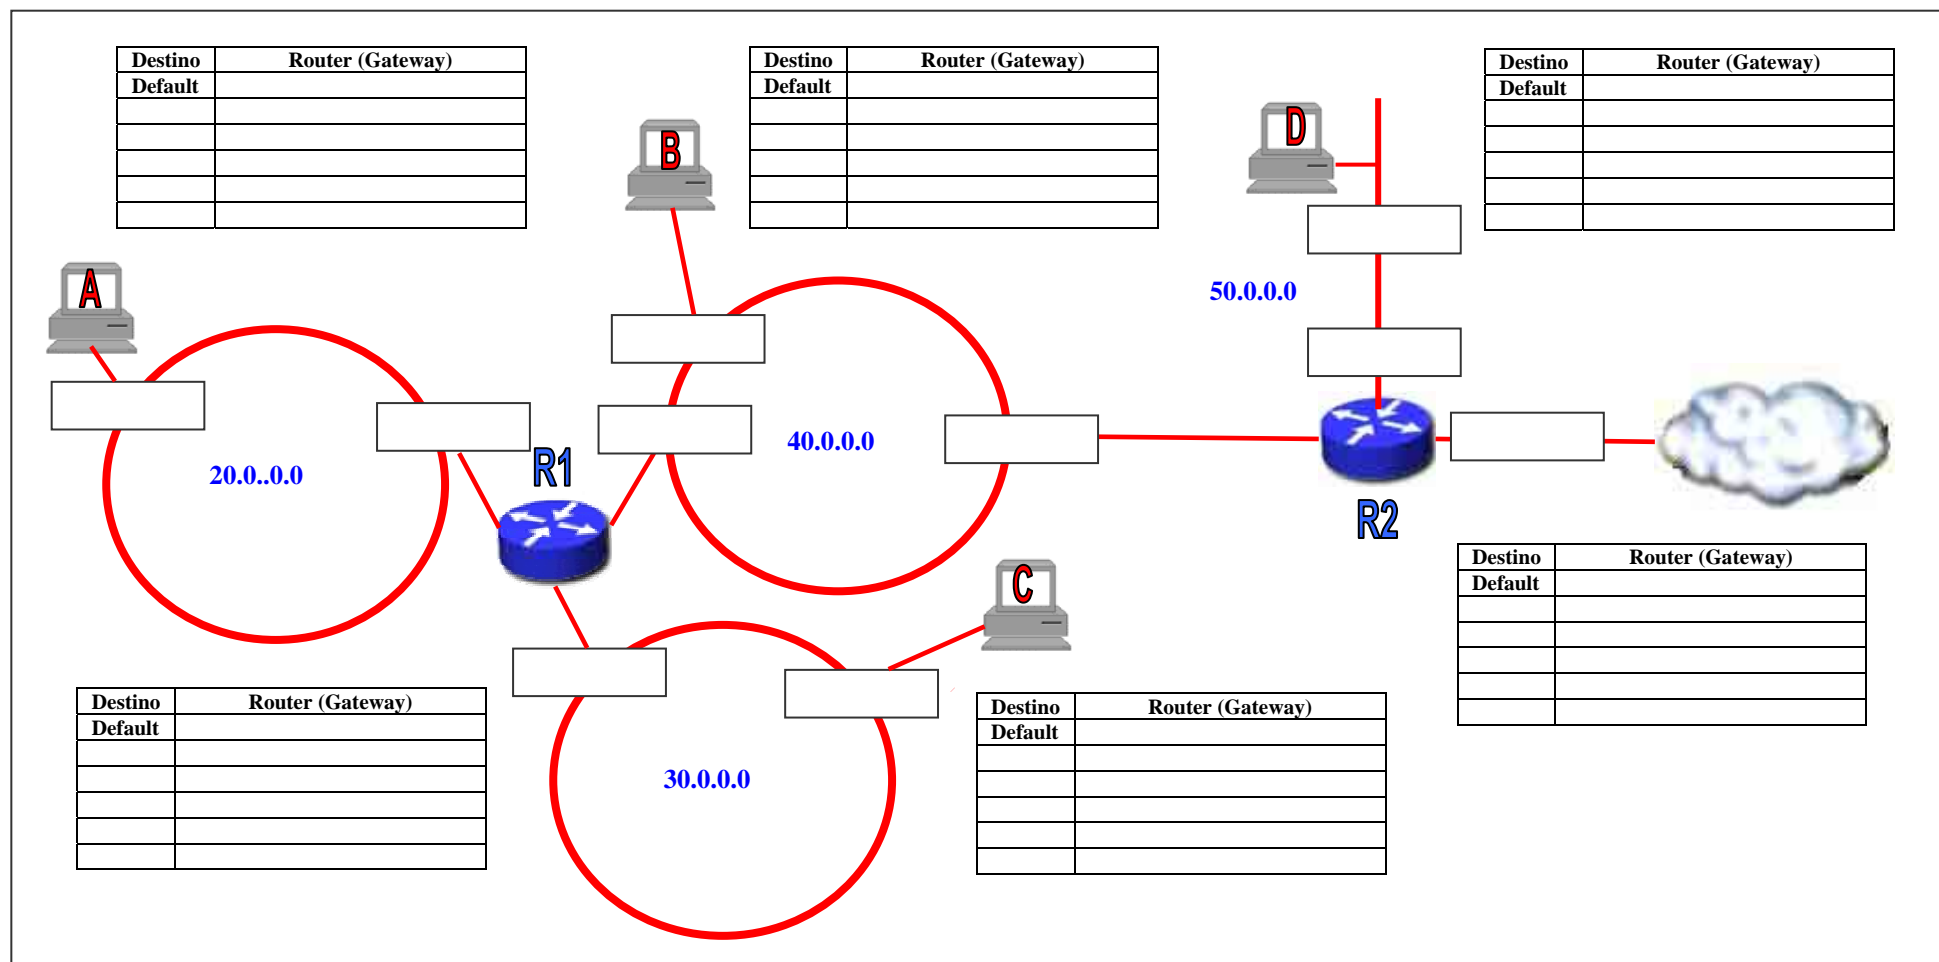 Destino Router (Gateway)
Default
Destino Router (Gateway)
Default
Destino Router (Gateway)
Default
B
D
A
50.0.0.0
20.0..0.0
R1
40.0.0.0
R2
C
Destino Router (Gateway)
Default
Destino Router (Gateway)
Default
Destino Router (Gateway)
Default
30.0.0.0